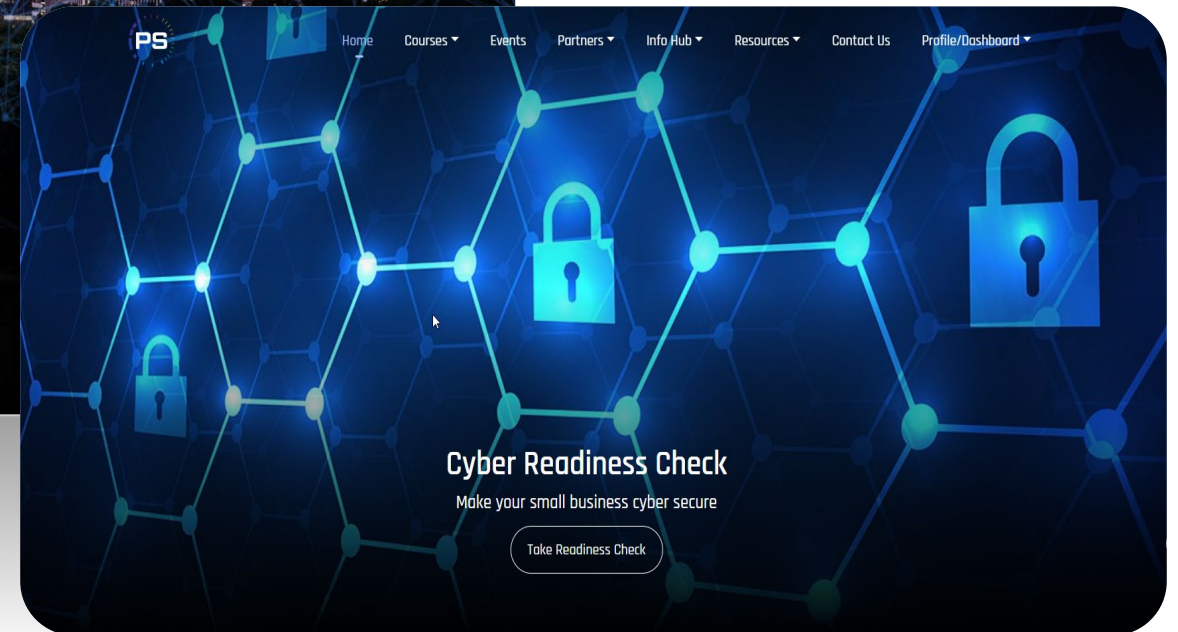 PS
Home Courses Events Partners Info Hub Resources Contact Us Profile/Dashboard
Cyber Readiness Check
Make your small business cyber secure
Take Readiness Check